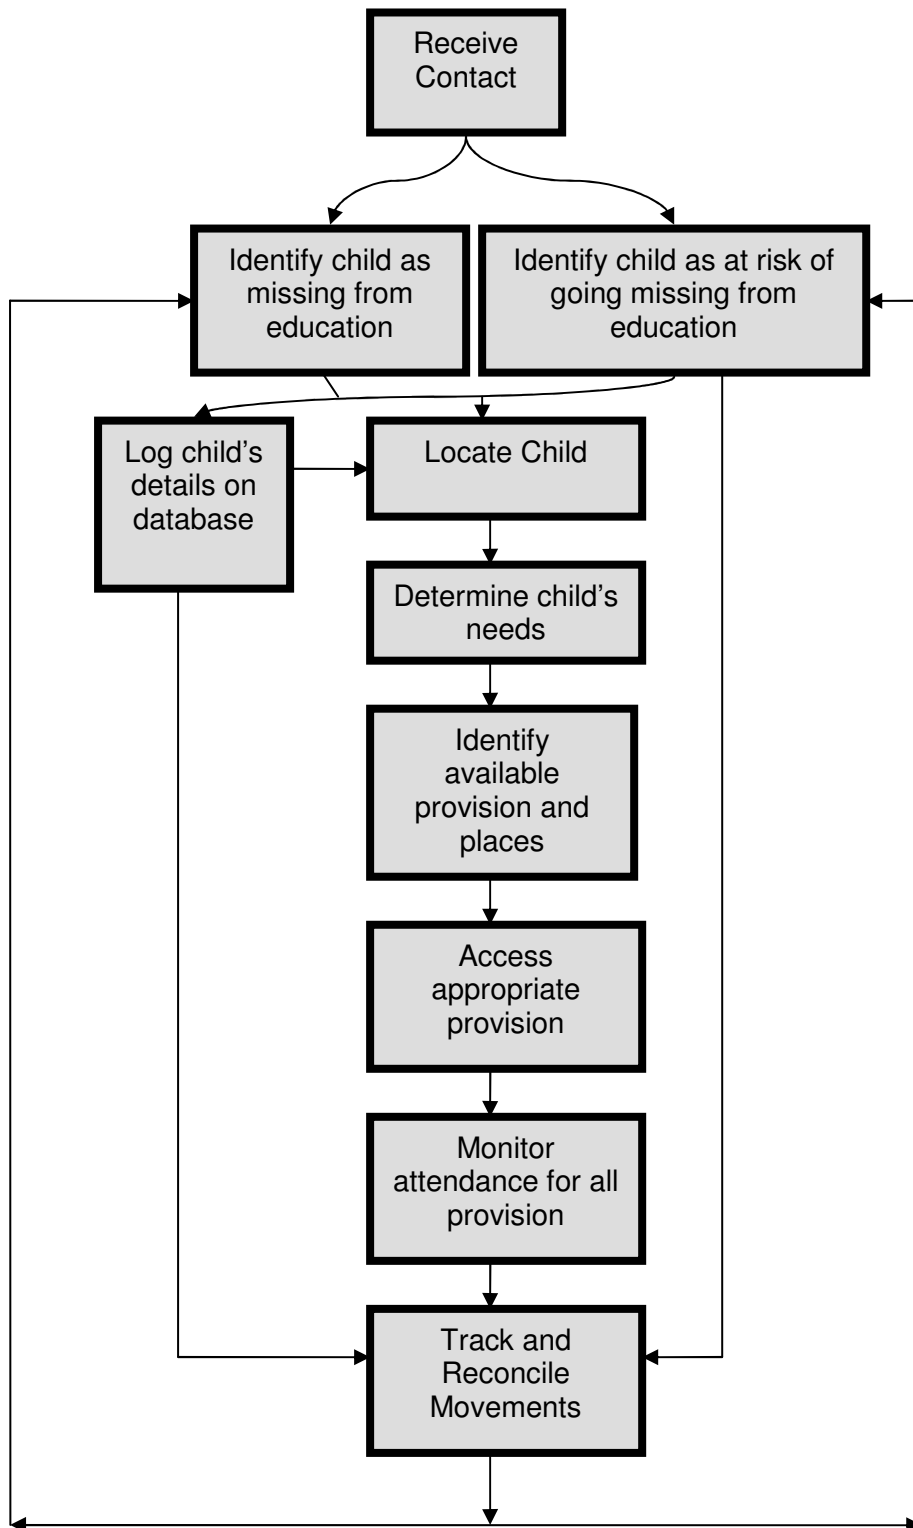 Receive
Contact
Identify child as
missing from
education
Identify child as at risk of
going missing from
education
Log child’s
details on
database
Locate Child
Determine child’s
needs
Identify
available
provision and
places
Access
appropriate
provision
Monitor
attendance for all
provision
Track and
Reconcile
Movements